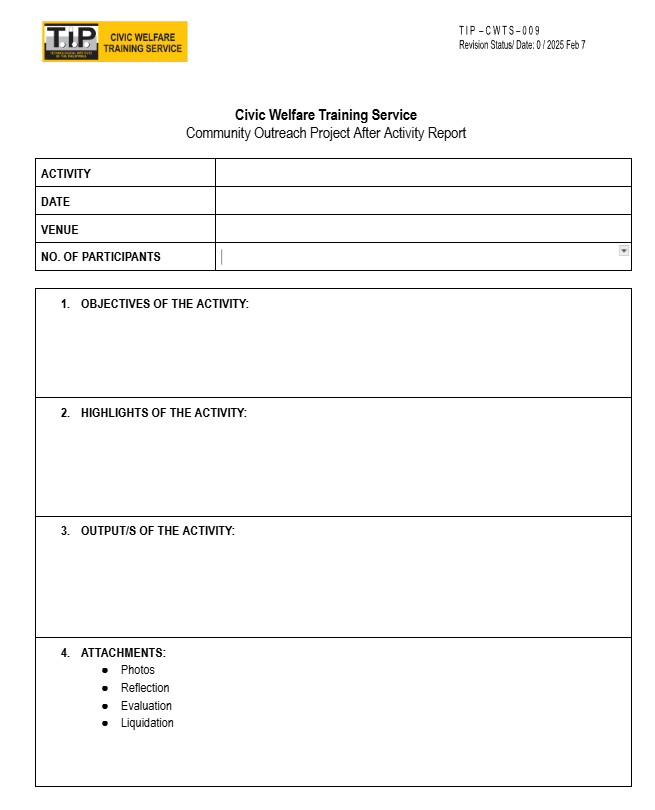 T.I.P
TECHNOLOGICAL INSTITUTE
OF THE PHILIPPINES
CIVIC WELFARE
TRAINING SERVICE
TIP–CWTS–009
Revision Status/ Date: 0 / 2025 Feb 7
Civic Welfare Training Service
Community Outreach Project After Activity Report
ACTIVITY
DATE
VENUE
NO. OF PARTICIPANTS
1. OBJECTIVES OF THE ACTIVITY:
2. HIGHLIGHTS OF THE ACTIVITY:
3. OUTPUT/S OF THE ACTIVITY:
4. ATTACHMENTS:
● Photos
● Reflection
● Evaluation
● Liquidation